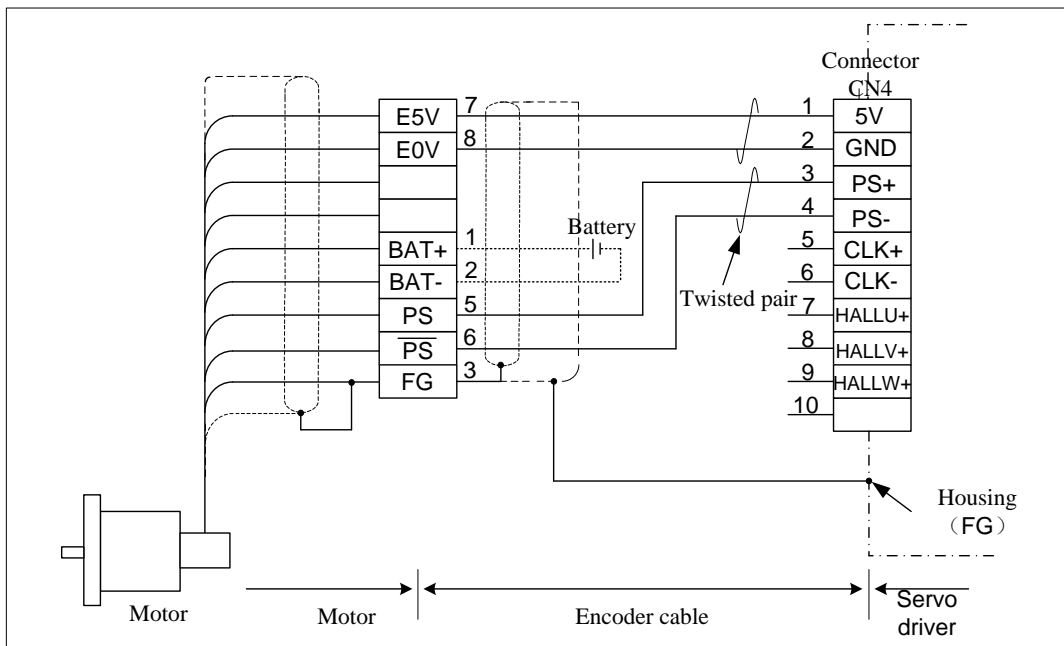 Connector
CN4
E5V 7 1 5V
E0V 8 2 GND
3 PS+
4 PS-
Battery
BAT+ 1 5 CLK+
BAT- 2 6 CLK-
Twisted pair
PS 5 7 HALLU+
PS 6 8 HALLV+
FG 3 9 HALLW+
10
Housing
（FG）
Motor
Motor
Encoder cable
Servo
driver